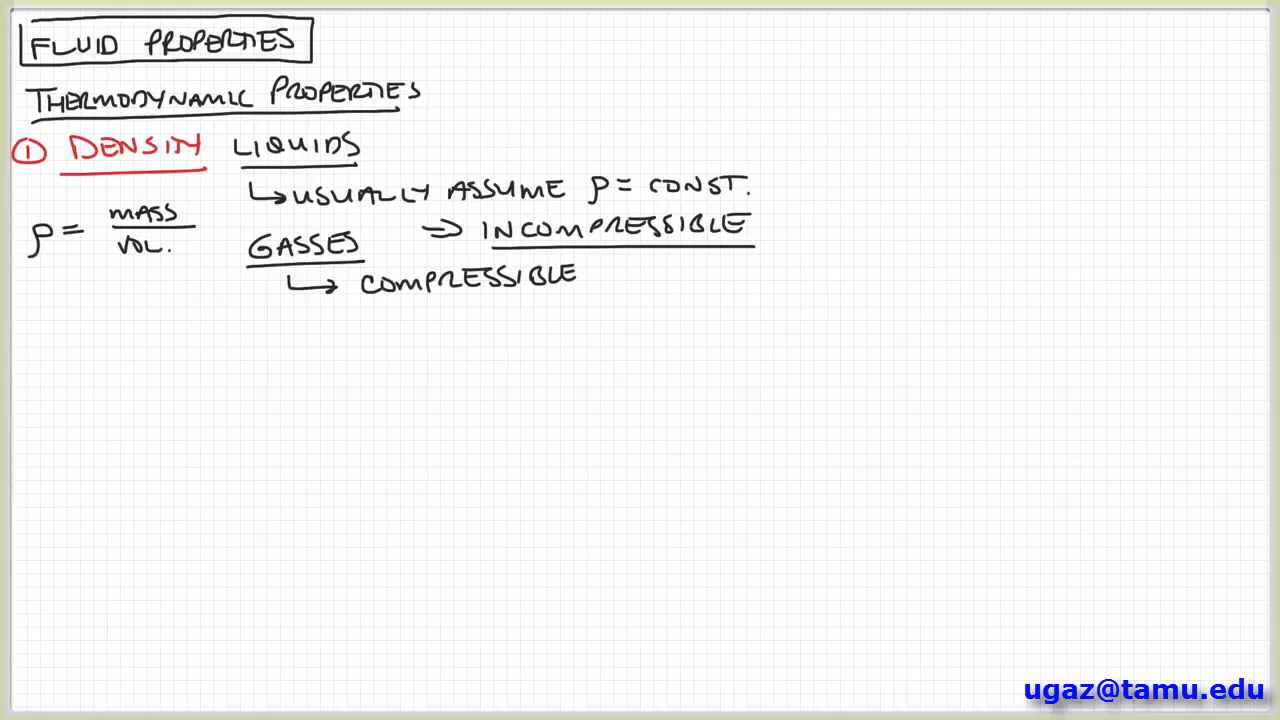 FLUID PROPERTIES
THERMODYNAMIC PROPERTIES
① DENSITY
ρ = MASS / VOL.
LIQUIDS
↳ USUALLY ASSUME ρ = CONST.
⇒ INCOMPRESSIBLE
GASSES
↳ COMPRESSIBLE
ugaz@tamu.edu